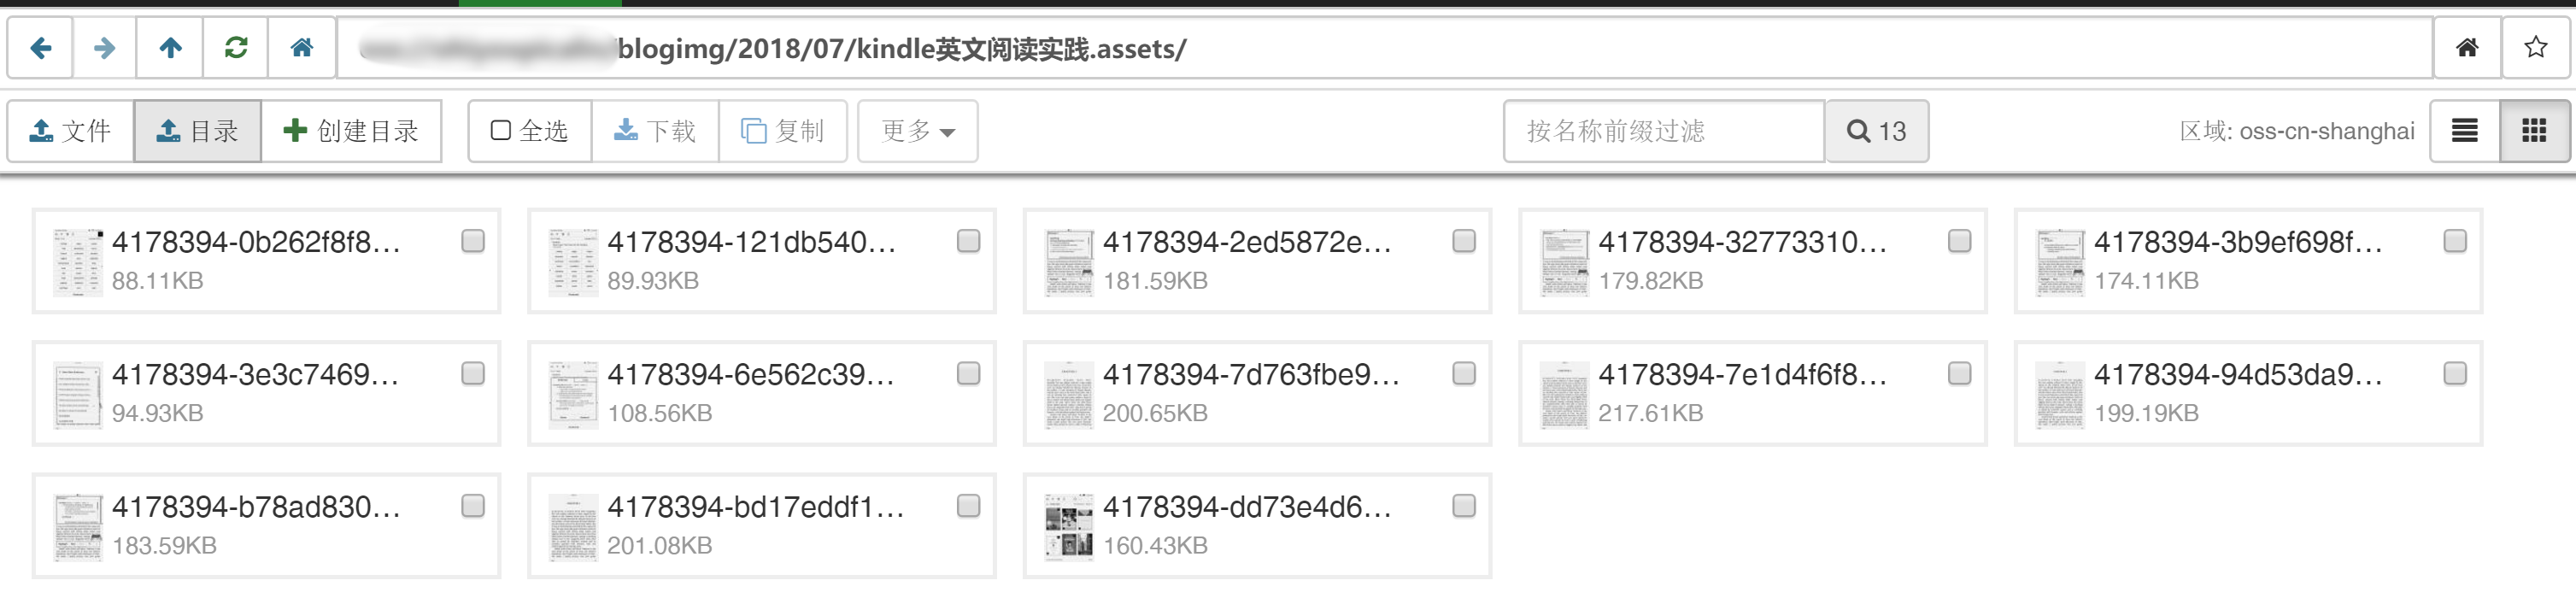 /blogimg/2018/07/kindle英文阅读实践.assets/
文件 目录 创建目录 全选 下载 复制 更多 按名称前缀过滤 13 区域: oss-cn-shanghai
4178394-0b262f8f8... 4178394-121db540... 4178394-2ed5872e... 4178394-32773310... 4178394-3b9ef698f...
88.11KB 89.93KB 181.59KB 179.82KB 174.11KB
4178394-3e3c7469... 4178394-6e562c39... 4178394-7d763fbe9... 4178394-7e1d4f6f8... 4178394-94d53da9...
94.93KB 108.56KB 200.65KB 217.61KB 199.19KB
4178394-b78ad830... 4178394-bd17eddf1... 4178394-dd73e4d6...
183.59KB 201.08KB 160.43KB